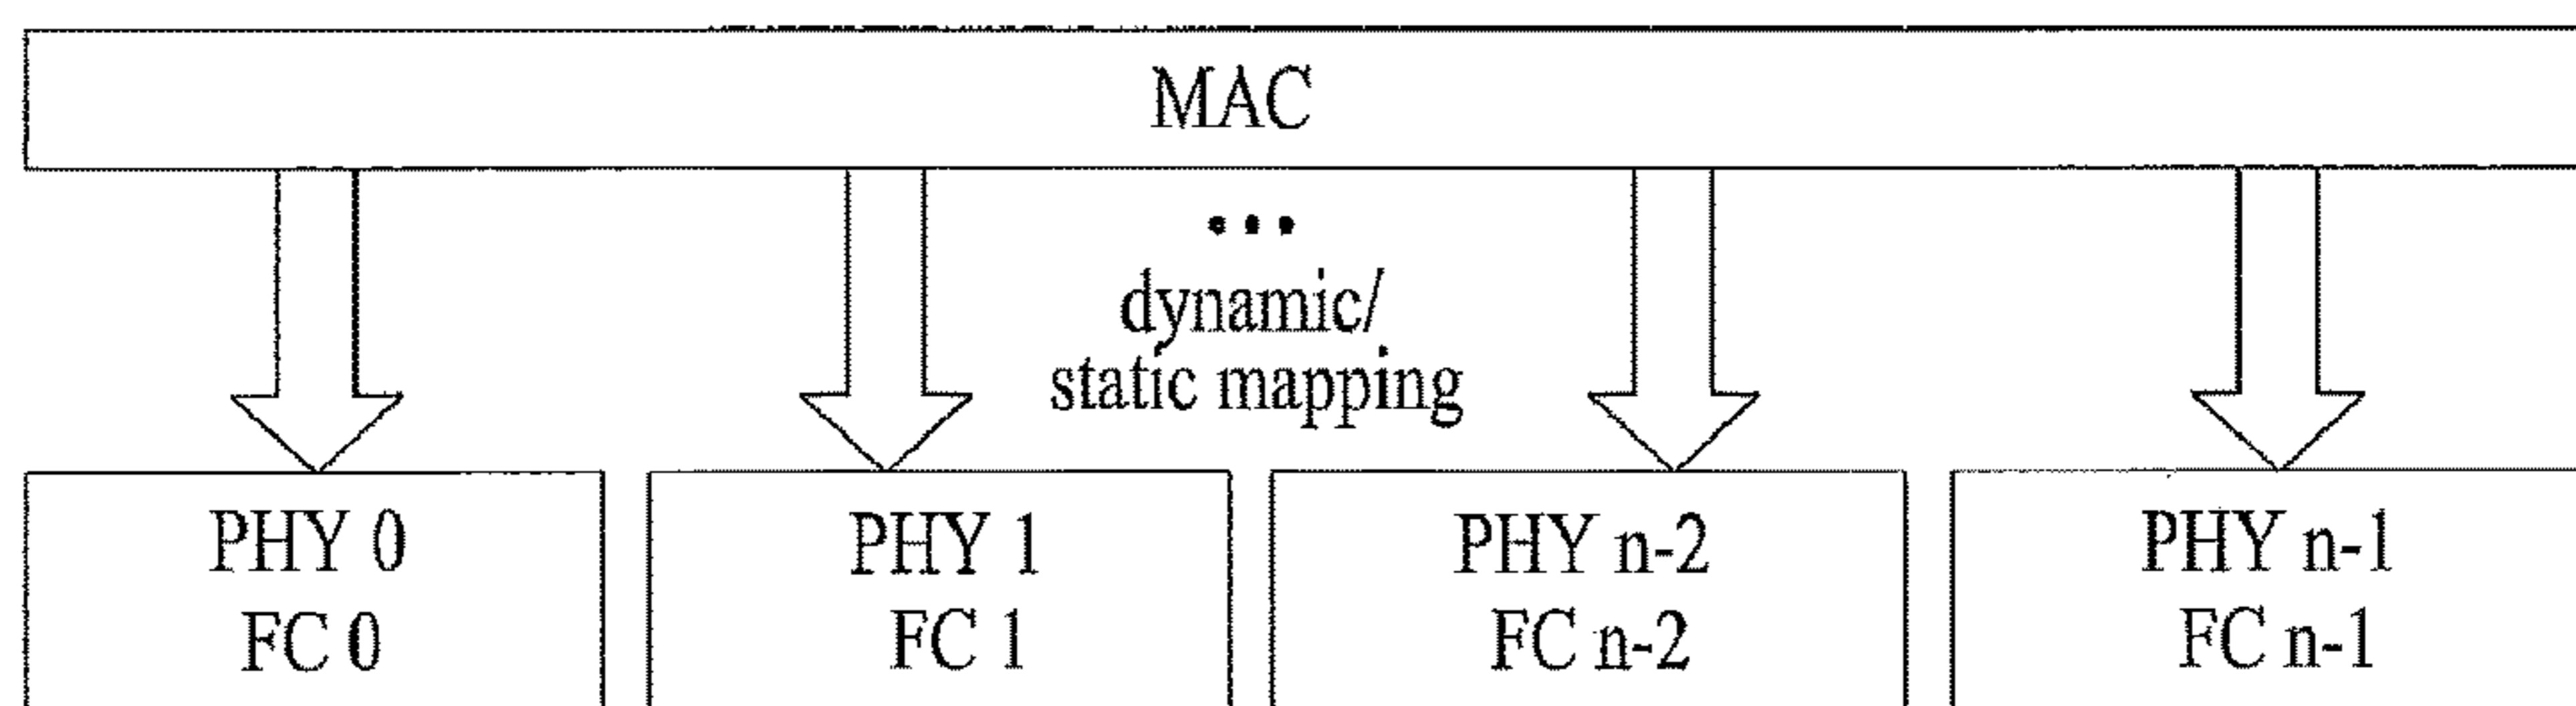 MAC
...
dynamic/
static mapping
PHY 0
FC 0
PHY 1
FC 1
PHY n-2
FC n-2
PHY n-1
FC n-1